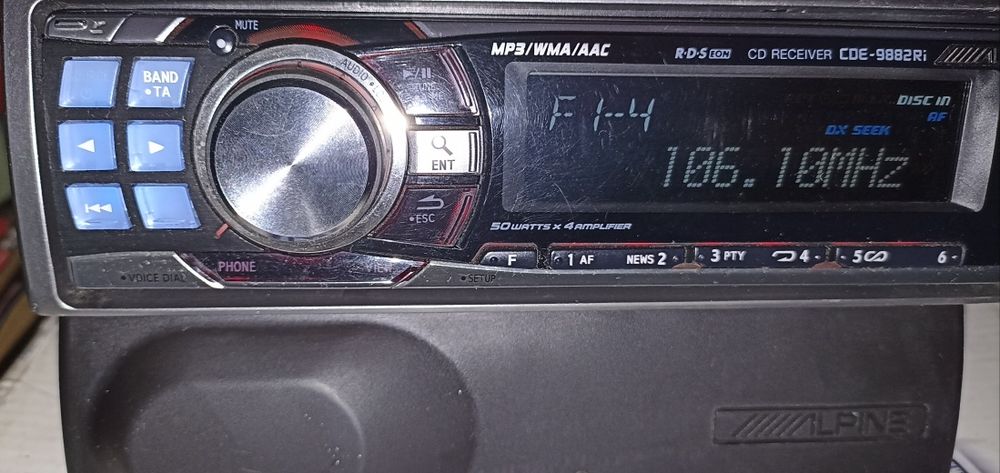 MUTE
MP3/WMA/AAC
R·D·S EON
CD RECEIVER CDE-9882Ri
BAND
•TA
AUDIO
ENT
•ESC
F1-4
DISC IN
AF
DX SEEK
106.10MHz
50WATTS x 4 AMPLIFIER
PHONE
VIEW
•VOICE DIAL
•SETUP
F
1 AF
NEWS 2
3 PTY
4
5
6
ALPINE